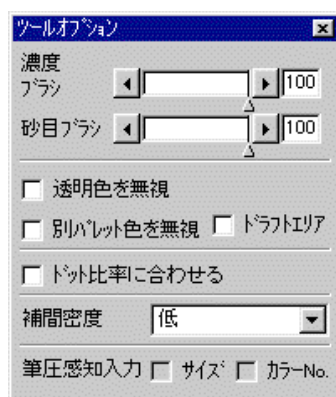 ツールオプション
濃度
ブラシ 100
砂目ブラシ 100
透明色を無視
別パレット色を無視 ドラフトエリア
ドット比率に合わせる
補間密度 低
筆圧感知入力 サイズ カラーNo.